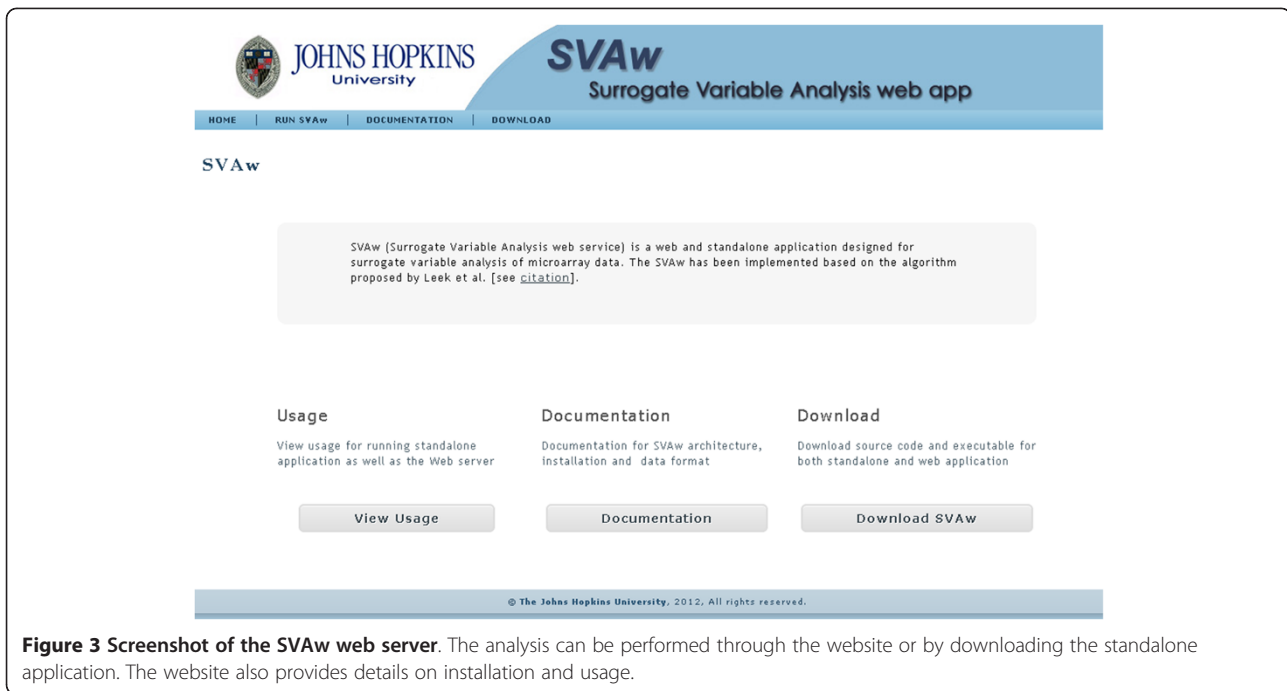 JOHNS HOPKINS
University
SVAw
Surrogate Variable Analysis web app
HOME | RUN SVAw | DOCUMENTATION | DOWNLOAD
SVAw
SVAw (Surrogate Variable Analysis web service) is a web and standalone application designed for
surrogate variable analysis of microarray data. The SVAw has been implemented based on the algorithm
proposed by Leek et al. [see citation].
Usage
View usage for running standalone
application as well as the Web server
View Usage
Documentation
Documentation for SVAw architecture,
installation and data format
Documentation
Download
Download source code and executable for
both standalone and web application
Download SVAw
© The Johns Hopkins University, 2012, All rights reserved.
Figure 3 Screenshot of the SVAw web server. The analysis can be performed through the website or by downloading the standalone
application. The website also provides details on installation and usage.